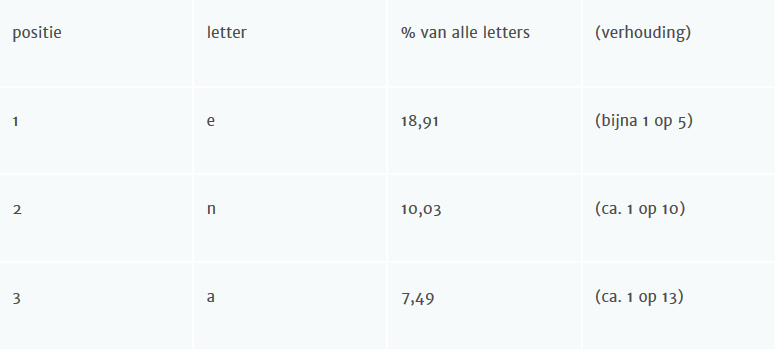 positie letter % van alle letters (verhouding)
1 e 18,91 (bijna 1 op 5)
2 n 10,03 (ca. 1 op 10)
3 a 7,49 (ca. 1 op 13)